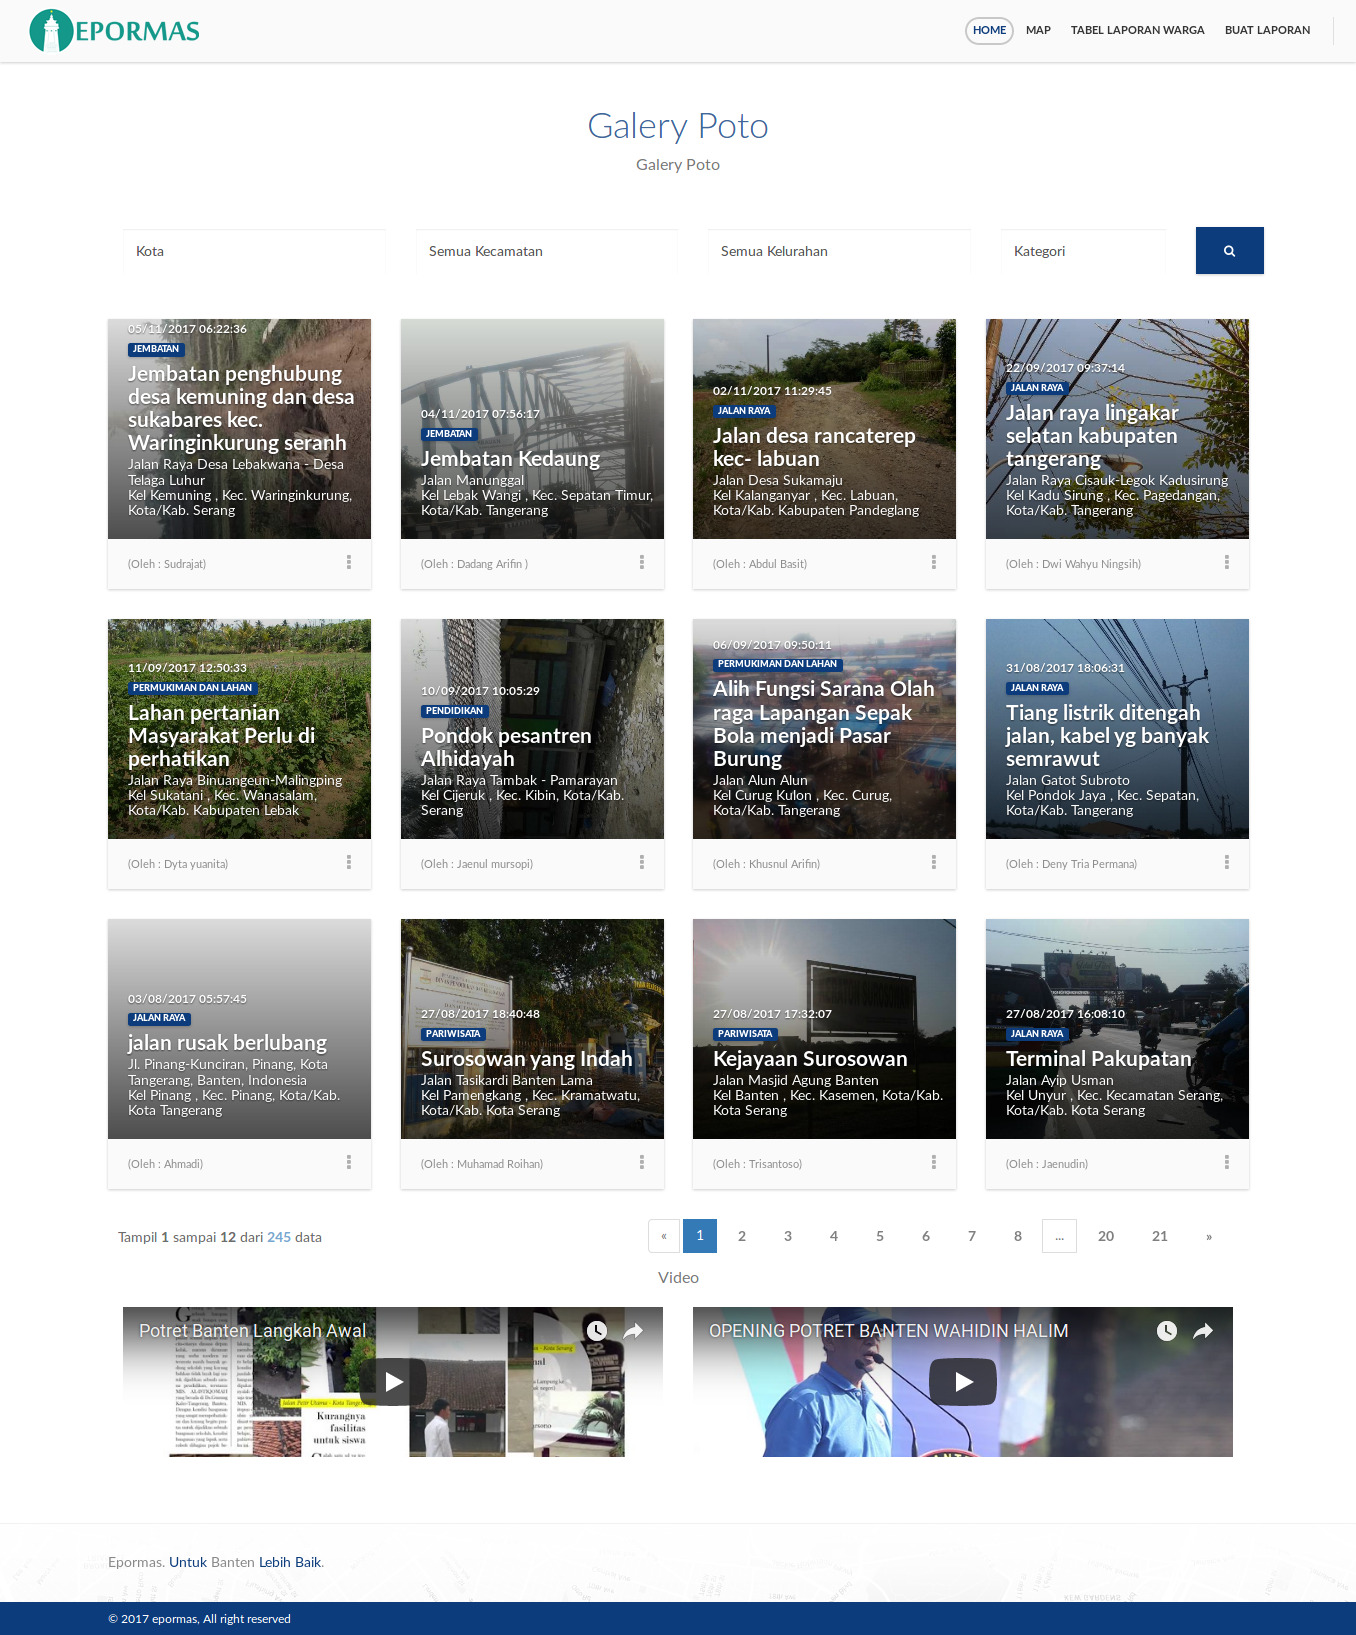 EPORMAS
HOME MAP TABEL LAPORAN WARGA BUAT LAPORAN
Galery Poto
Galery Poto
Kota Semua Kecamatan Semua Kelurahan Kategori
05/11/2017 06:22:36
JEMBATAN
Jembatan penghubung
desa kemuning dan desa
sukabares kec.
Waringinkurung seranh
Jalan Raya Desa Lebakwana - Desa
Telaga Luhur
Kel Kemuning , Kec. Waringinkurung,
Kota/Kab. Serang
(Oleh : Sudrajat)
04/11/2017 07:56:17
JEMBATAN
Jembatan Kedaung
Jalan Manunggal
Kel Lebak Wangi , Kec. Sepatan Timur,
Kota/Kab. Tangerang
(Oleh : Dadang Arifin )
02/11/2017 11:29:45
JALAN RAYA
Jalan desa rancaterep
kec- labuan
Jalan Desa Sukamaju
Kel Kalanganyar , Kec. Labuan,
Kota/Kab. Kabupaten Pandeglang
(Oleh : Abdul Basit)
22/09/2017 09:37:14
JALAN RAYA
Jalan raya lingakar
selatan kabupaten
tangerang
Jalan Raya Cisauk-Legok Kadusirung
Kel Kadu Sirung , Kec. Pagedangan,
Kota/Kab. Tangerang
(Oleh : Dwi Wahyu Ningsih)
11/09/2017 12:50:33
PERMUKIMAN DAN LAHAN
Lahan pertanian
Masyarakat Perlu di
perhatikan
Jalan Raya Binuangeun-Malingping
Kel Sukatani , Kec. Wanasalam,
Kota/Kab. Kabupaten Lebak
(Oleh : Dyta yuanita)
10/09/2017 10:05:29
PENDIDIKAN
Pondok pesantren
Alhidayah
Jalan Raya Tambak - Pamarayan
Kel Cijeruk , Kec. Kibin, Kota/Kab.
Serang
(Oleh : Jaenul mursopi)
06/09/2017 09:50:11
PERMUKIMAN DAN LAHAN
Alih Fungsi Sarana Olah
raga Lapangan Sepak
Bola menjadi Pasar
Burung
Jalan Alun Alun
Kel Curug Kulon , Kec. Curug,
Kota/Kab. Tangerang
(Oleh : Khusnul Arifin)
31/08/2017 18:06:31
JALAN RAYA
Tiang listrik ditengah
jalan, kabel yg banyak
semrawut
Jalan Gatot Subroto
Kel Pondok Jaya , Kec. Sepatan,
Kota/Kab. Tangerang
(Oleh : Deny Tria Permana)
03/08/2017 05:57:45
JALAN RAYA
jalan rusak berlubang
Jl. Pinang-Kunciran, Pinang, Kota
Tangerang, Banten, Indonesia
Kel Pinang , Kec. Pinang, Kota/Kab.
Kota Tangerang
(Oleh : Ahmadi)
27/08/2017 18:40:48
PARIWISATA
Surosowan yang Indah
Jalan Tasikardi Banten Lama
Kel Pamengkang , Kec. Kramatwatu,
Kota/Kab. Kota Serang
(Oleh : Muhamad Roihan)
27/08/2017 17:32:07
PARIWISATA
Kejayaan Surosowan
Jalan Masjid Agung Banten
Kel Banten , Kec. Kasemen, Kota/Kab.
Kota Serang
(Oleh : Trisantoso)
27/08/2017 16:08:10
JALAN RAYA
Terminal Pakupatan
Jalan Ayip Usman
Kel Unyur , Kec. Kecamatan Serang,
Kota/Kab. Kota Serang
(Oleh : Jaenudin)
Tampil 1 sampai 12 dari 245 data
« 1 2 3 4 5 6 7 8 ... 20 21 »
Video
Potret Banten Langkah Awal
Kurangnya
fasilitas
untuk siswa
OPENING POTRET BANTEN WAHIDIN HALIM
Epormas. Untuk Banten Lebih Baik.
© 2017 epormas, All right reserved